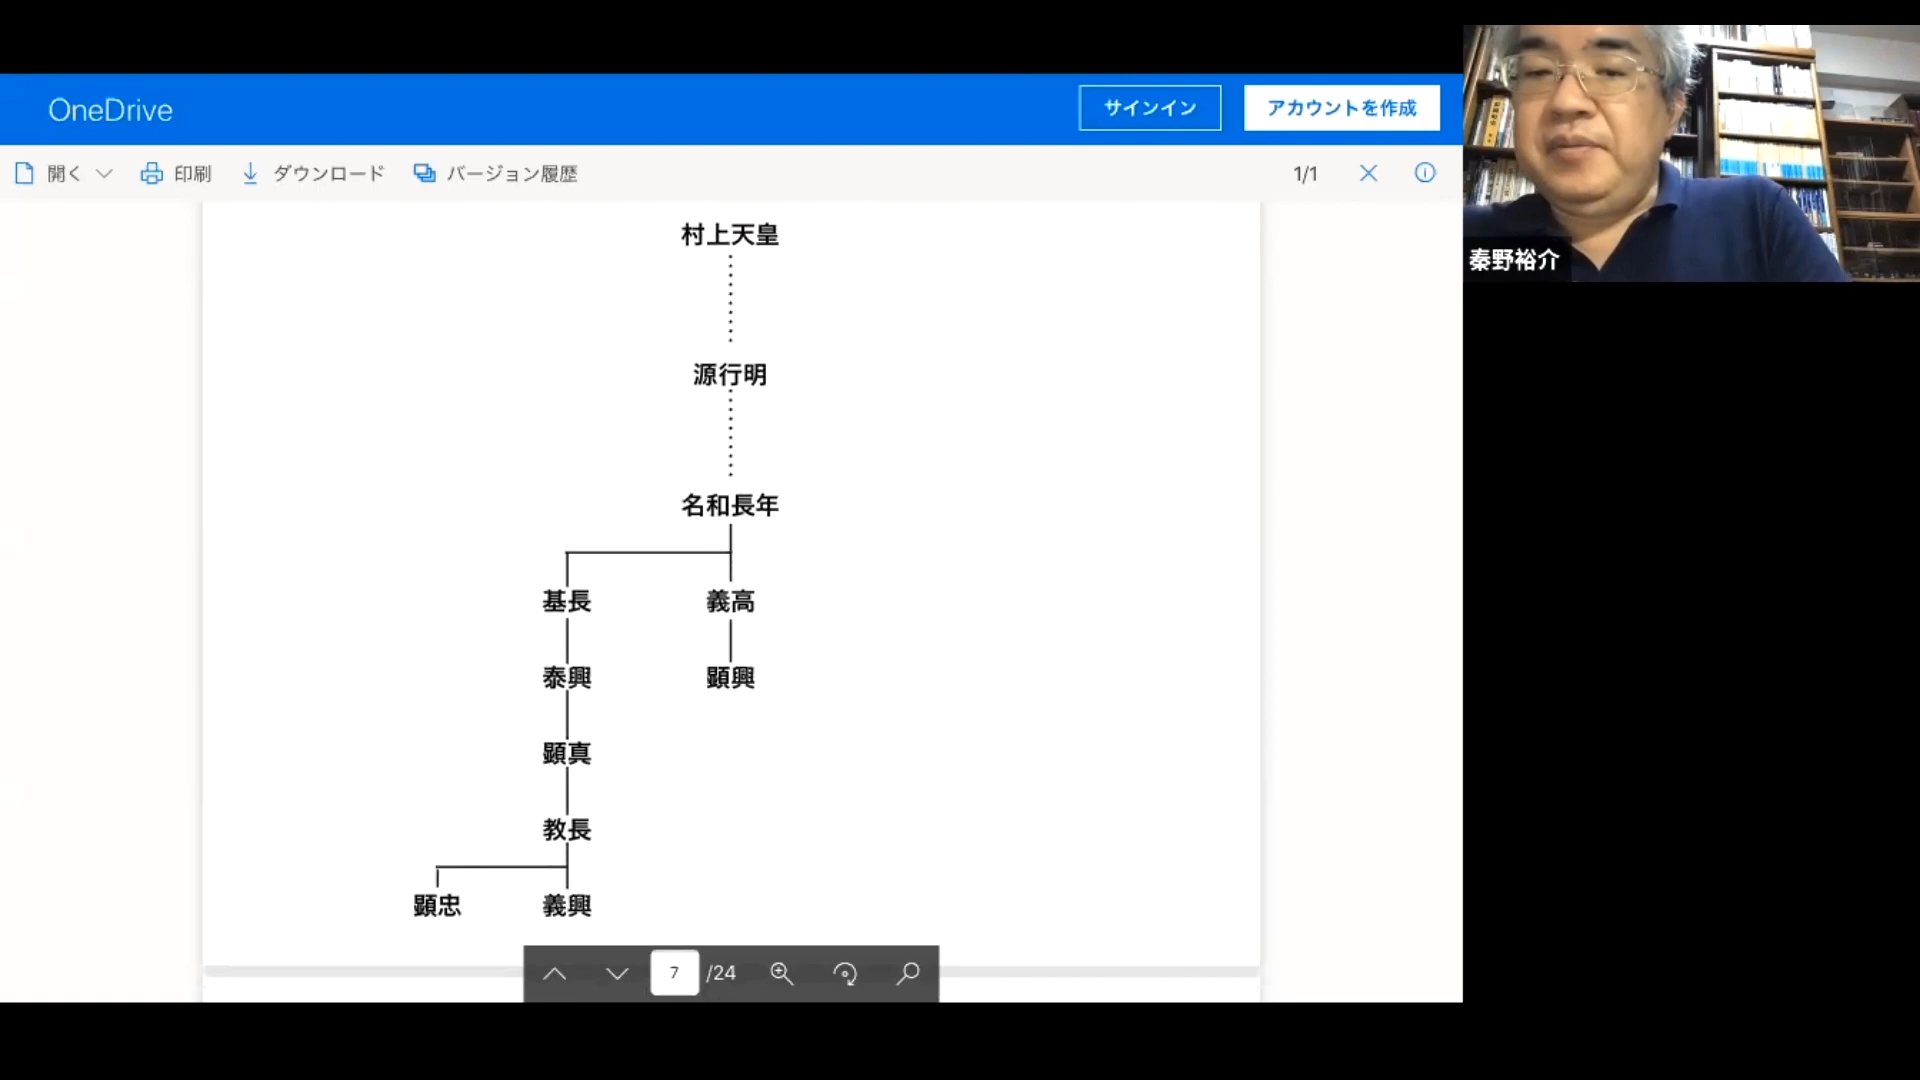 OneDrive
サインイン
アカウントを作成
開く
印刷
ダウンロード
バージョン履歴
1/1
村上天皇
源行明
名和長年
基長
義高
泰興
顕興
顕真
教長
顕忠
義興
7
/24
秦野裕介